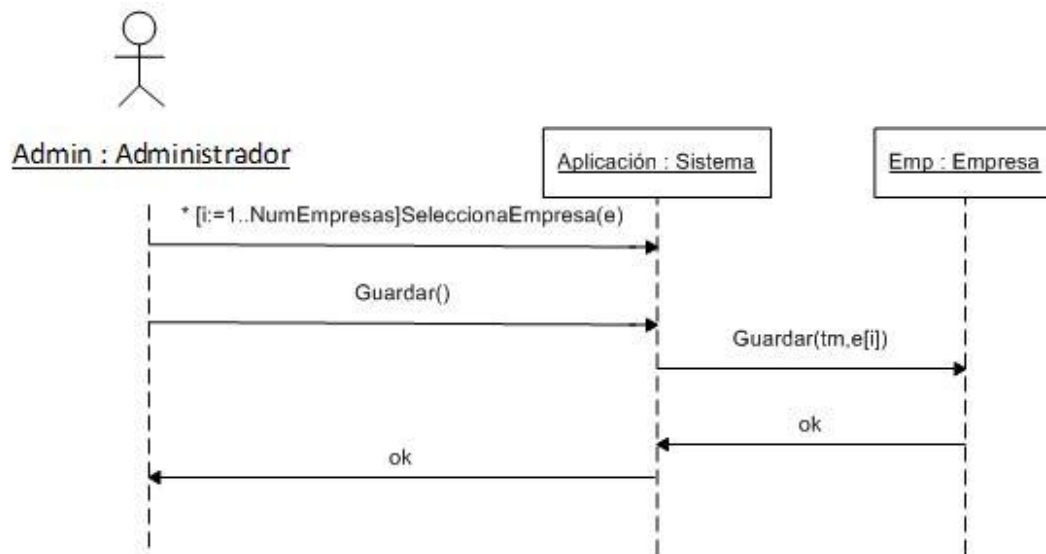 Admin : Administrador
Aplicación : Sistema
Emp : Empresa
* [i:=1..NumEmpresas]SeleccionaEmpresa(e)
Guardar()
Guardar(tm,e[i])
ok
ok